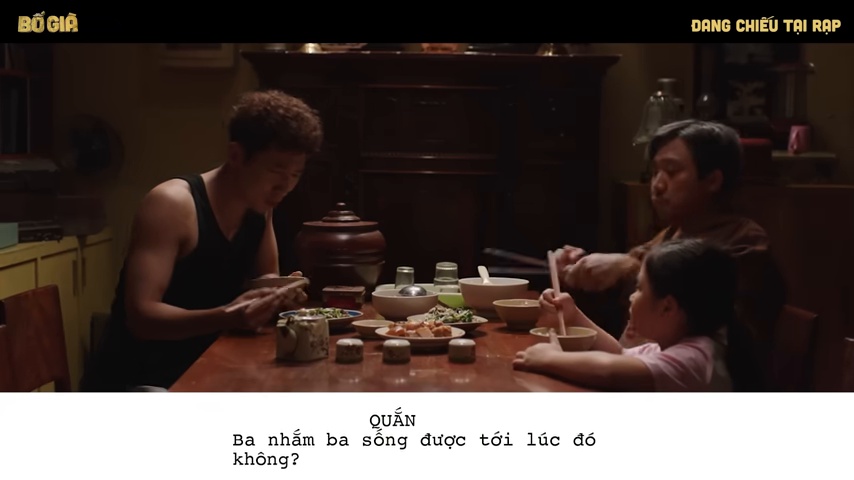 BỐ GIÀ
ĐANG CHIẾU TẠI RẠP
QUẮN
Ba nhắm ba sống được tới lúc đó
không?